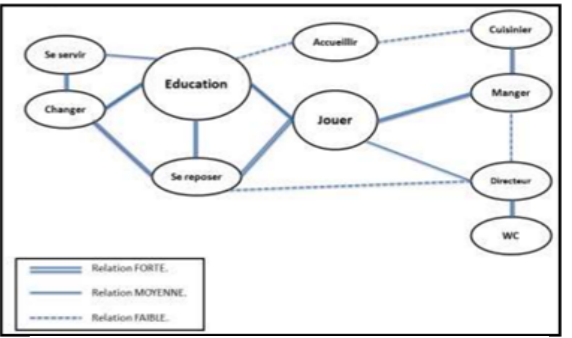 Se servir
Accueillir
Cuisinier
Education
Changer
Jouer
Manger
Se reposer
Directeur
WC
Relation FORTE.
Relation MOYENNE.
Relation FAIBLE.